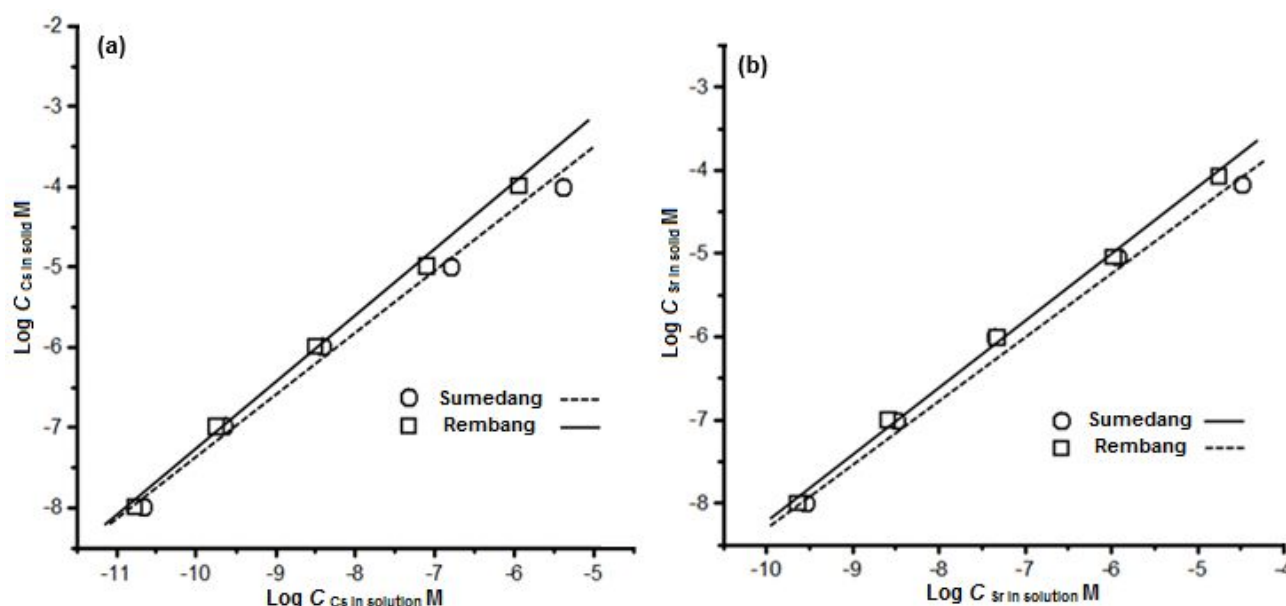 (a)
-2
-3
-4
-5
-6
-7
-8
Log C Cs in solid M
Sumedang
Rembang
-11 -10 -9 -8 -7 -6 -5
Log C Cs in solution M
(b)
-3
-4
-5
-6
-7
-8
Log C Sr in solid M
Sumedang
Rembang
-10 -9 -8 -7 -6 -5 -4
Log C Sr in solution M